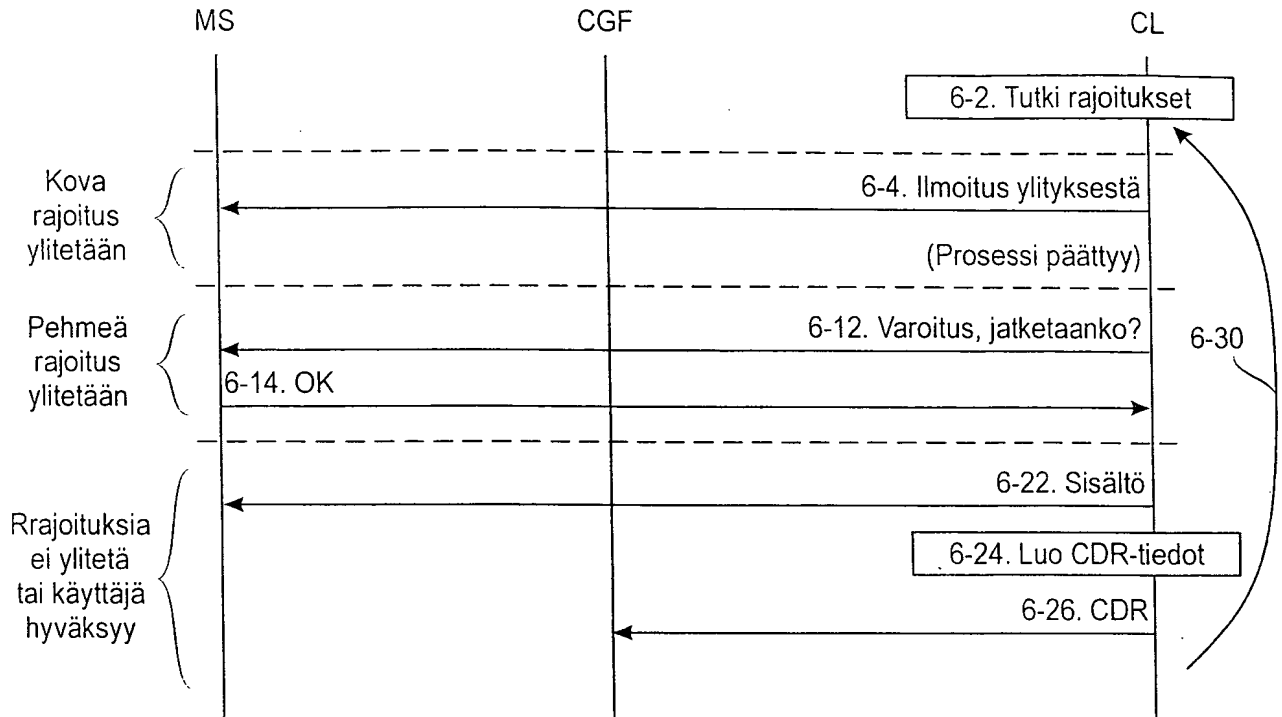 MS
CGF
CL
6-2. Tutki rajoitukset
Kova
rajoitus
ylitetään
6-4. Ilmoitus ylityksestä
(Prosessi päättyy)
Pehmeä
rajoitus
ylitetään
6-12. Varoitus, jatketaanko?
6-14. OK
6-30
Rrajoituksia
ei ylitetä
tai käyttäjä
hyväksyy
6-22. Sisältö
6-24. Luo CDR-tiedot
6-26. CDR